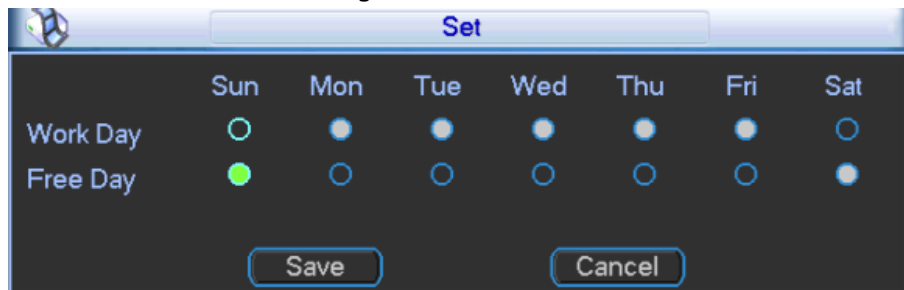 Set
Sun Mon Tue Wed Thu Fri Sat
Work Day
Free Day
Save Cancel